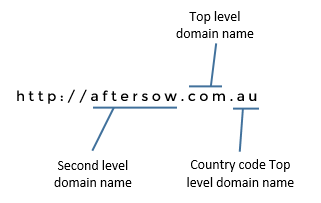 Top level
domain name
http://aftersow.com.au
Second level
domain name
Country code Top
level domain name